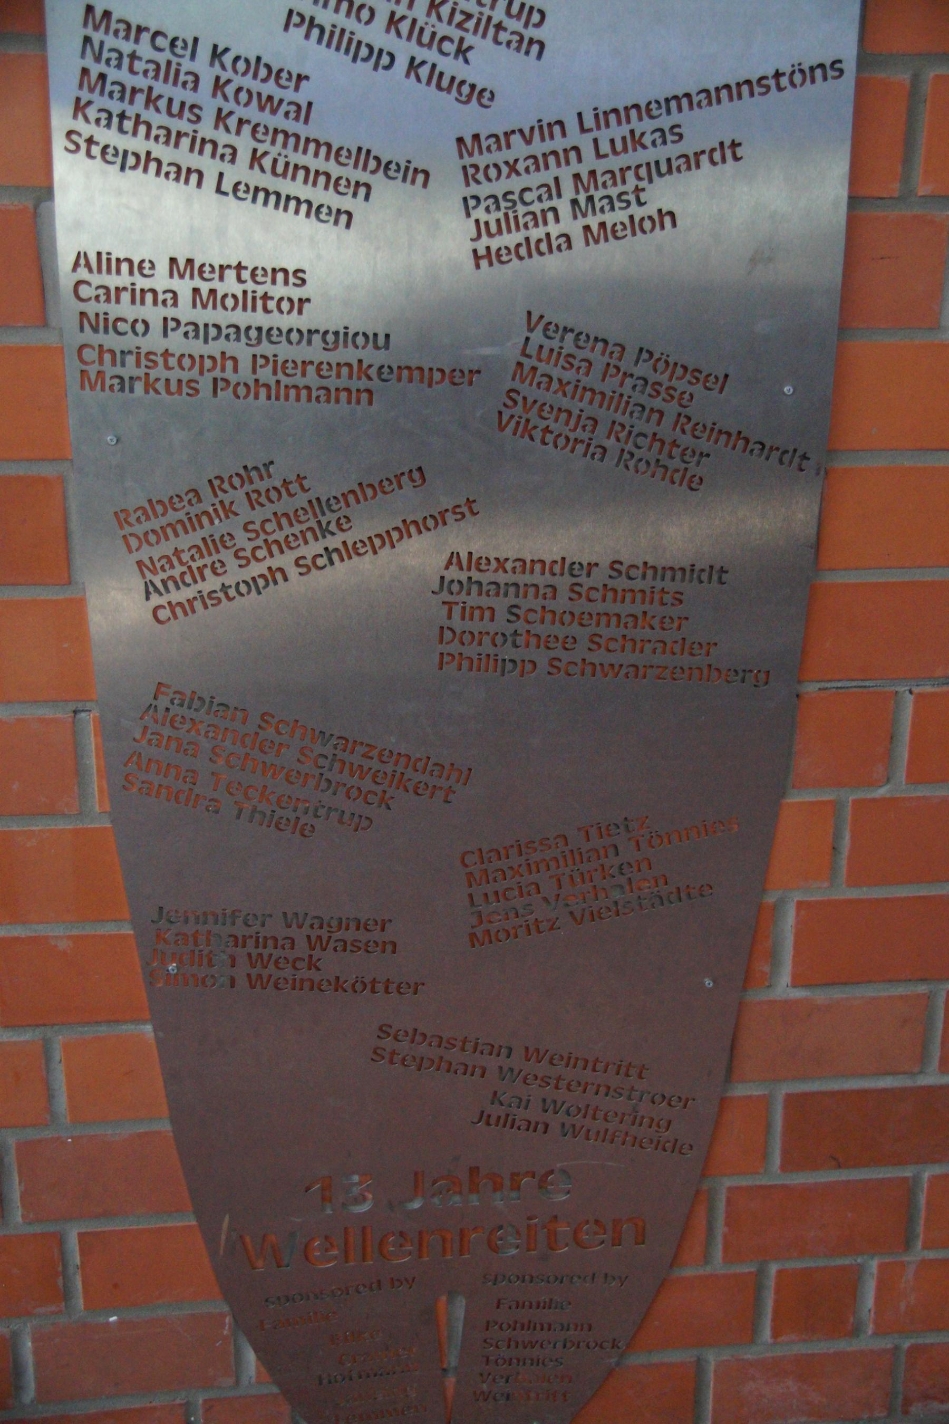 Kiziltan
Klück
Philipp Kluge
Marcel Kober
Natalia Kowal
Markus Kremmelbein
Katharina Künnen
Stephan Lemmen
Marvin Linnemannstöns
Roxann Lukas
Pascal Marquardt
Julian Mast
Hedda Meloh
Aline Mertens
Carina Molitor
Nico Papageorgiou
Christoph Pierenkemper
Markus Pohlmann
Verena Pöpsel
Luisa Prasse
Maximilian Reinhardt
Svenja Richter
Viktoria Rohde
Rabea Rohr
Dominik Rott
Natalie Schellenberg
Andre Schenke
Christoph Schlepphorst
Alexander Schmidt
Johanna Schmits
Tim Schoemaker
Dorothee Schrader
Philipp Schwarzenberg
Fabian Schwarzendahl
Alexander Schweikert
Jana Schwerbrock
Anna Teckentrup
Sandra Thiele
Clarissa Tietz
Maximilian Tönnies
Lucia Türken
Jens Verhalen
Moritz Vielstädte
Jennifer Wagner
Katharina Wasen
Judith Weck
Simon Weinekötter
Sebastian Weintritt
Stephan Westernstroer
Kai Woltering
Julian Wulfheide
13 Jahre
Wellenreiten
sponsored by
Familie
Hofmann
Lemmen
sponsored by
Familie
Pohlmann
Schwerbrock
Tönnies
Verhalen